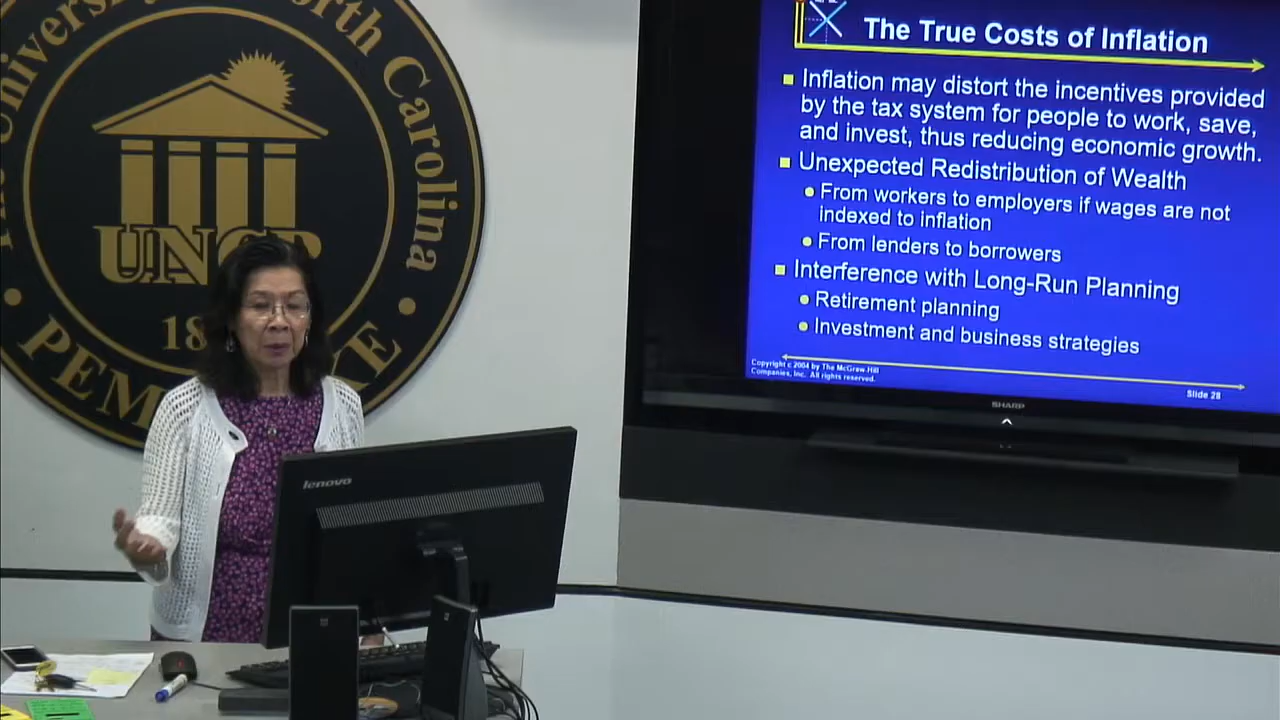 The University North Carolina
UNCP
18
PEM KE
lenovo
The True Costs of Inflation
Inflation may distort the incentives provided
by the tax system for people to work, save,
and invest, thus reducing economic growth.
Unexpected Redistribution of Wealth
From workers to employers if wages are not
indexed to inflation
From lenders to borrowers
Interference with Long-Run Planning
Retirement planning
Investment and business strategies
Copyright c 2004 by The McGraw-Hill
Companies, Inc. All rights reserved.
Slide 28
SHARP